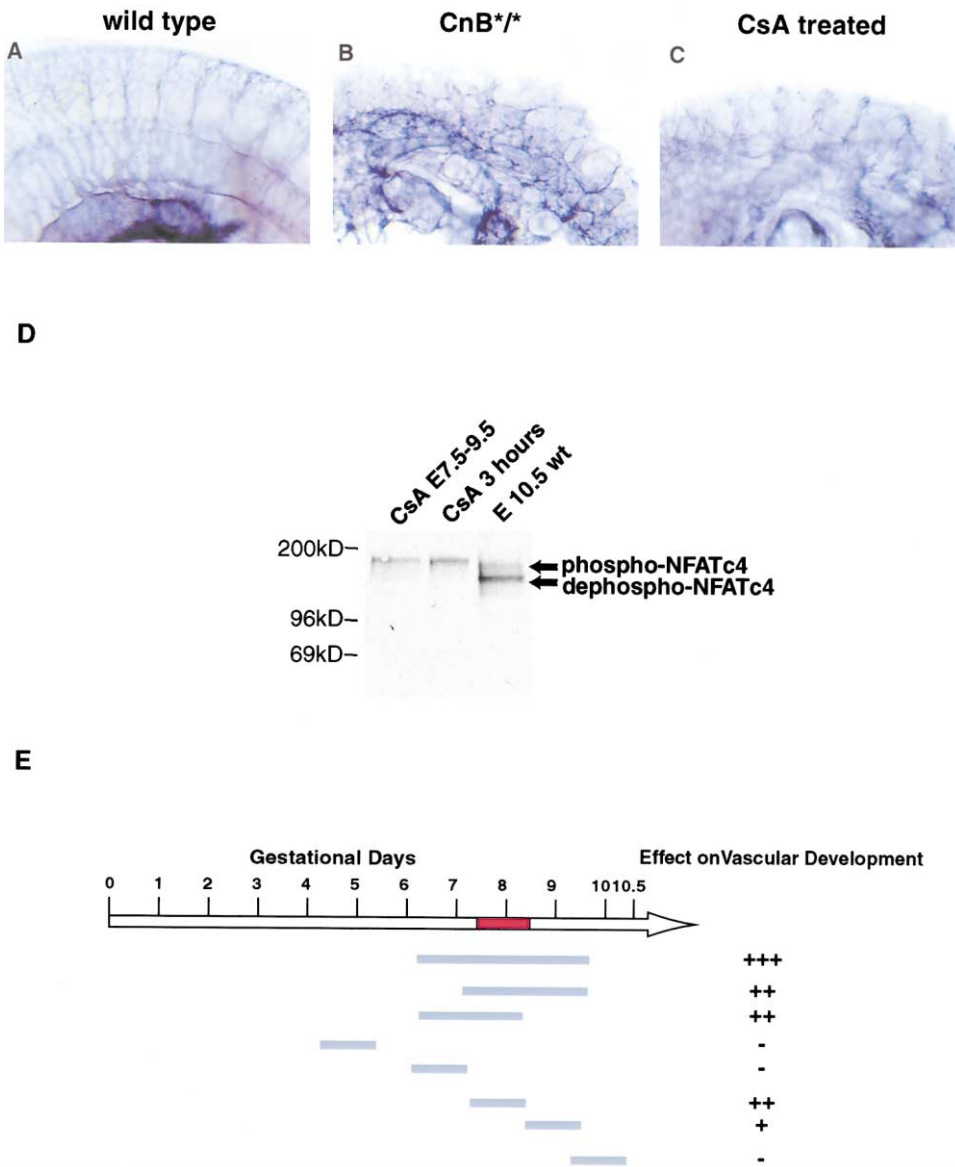 wild type
CnB*/*
CsA treated
A
B
C
D
CsA E7.5-9.5
CsA 3 hours
E 10.5 wt
200kD
phospho-NFATc4
dephospho-NFATc4
96kD
69kD
E
Gestational Days
Effect onVascular Development
0 1 2 3 4 5 6 7 8 9 10 10.5
+++
++
++
-
-
++
+
-